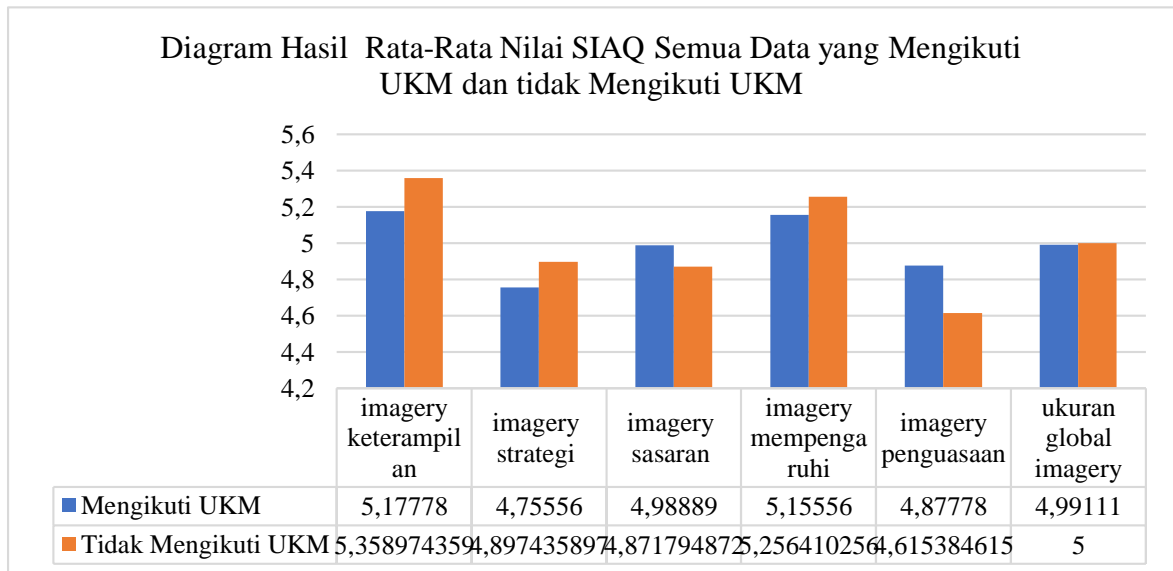 Diagram Hasil Rata-Rata Nilai SIAQ Semua Data yang Mengikuti
UKM dan tidak Mengikuti UKM
5,6
5,4
5,2
5
4,8
4,6
4,4
4,2
imagery
keterampil
an
imagery
strategi
imagery
sasaran
imagery
mempenga
ruhi
imagery
penguasaan
ukuran
global
imagery
Mengikuti UKM 5,17778 4,75556 4,98889 5,15556 4,87778 4,99111
Tidak Mengikuti UKM 5,358974359 4,897435897 4,871794872 5,256410256 4,615384615 5